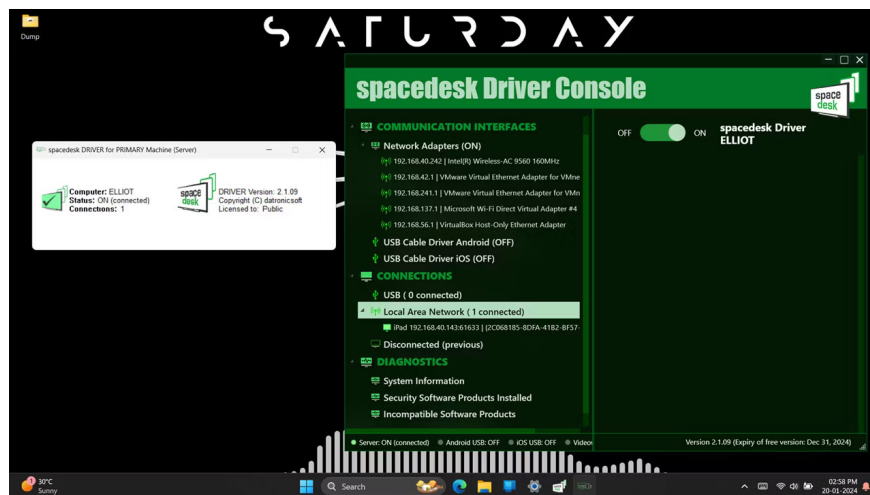 Dump
SATURDAY
spacedesk Driver Console
space
desk
COMMUNICATION INTERFACES
Network Adapters (ON)
192.168.40.242 | Intel(R) Wireless-AC 9560 160MHz
192.168.42.1 | VMware Virtual Ethernet Adapter for VMne
192.168.241.1 | VMware Virtual Ethernet Adapter for VMn
192.168.137.1 | Microsoft Wi-Fi Direct Virtual Adapter #4
192.168.56.1 | VirtualBox Host-Only Ethernet Adapter
USB Cable Driver Android (OFF)
USB Cable Driver iOS (OFF)
CONNECTIONS
USB ( 0 connected)
Local Area Network ( 1 connected)
iPad 192.168.40.143:61633 | (2C068185-8DFA-41B2-8F57-
Disconnected (previous)
DIAGNOSTICS
System Information
Security Software Products Installed
Incompatible Software Products
OFF ON spacedesk Driver
ELLIOT
Server: ON (connected) Android USB: OFF iOS USB: OFF Video
Version 2.1.09 (Expiry of free version: Dec 31, 2024)
spacedesk DRIVER for PRIMARY Machine (Server)
Computer: ELLIOT
Status: ON (connected)
Connections: 1
space
desk
DRIVER Version: 2.1.09
Copyright (C) datronicsoft
Licensed to: Public
1
30°C
Sunny
Search
02:58 PM
20-01-2024